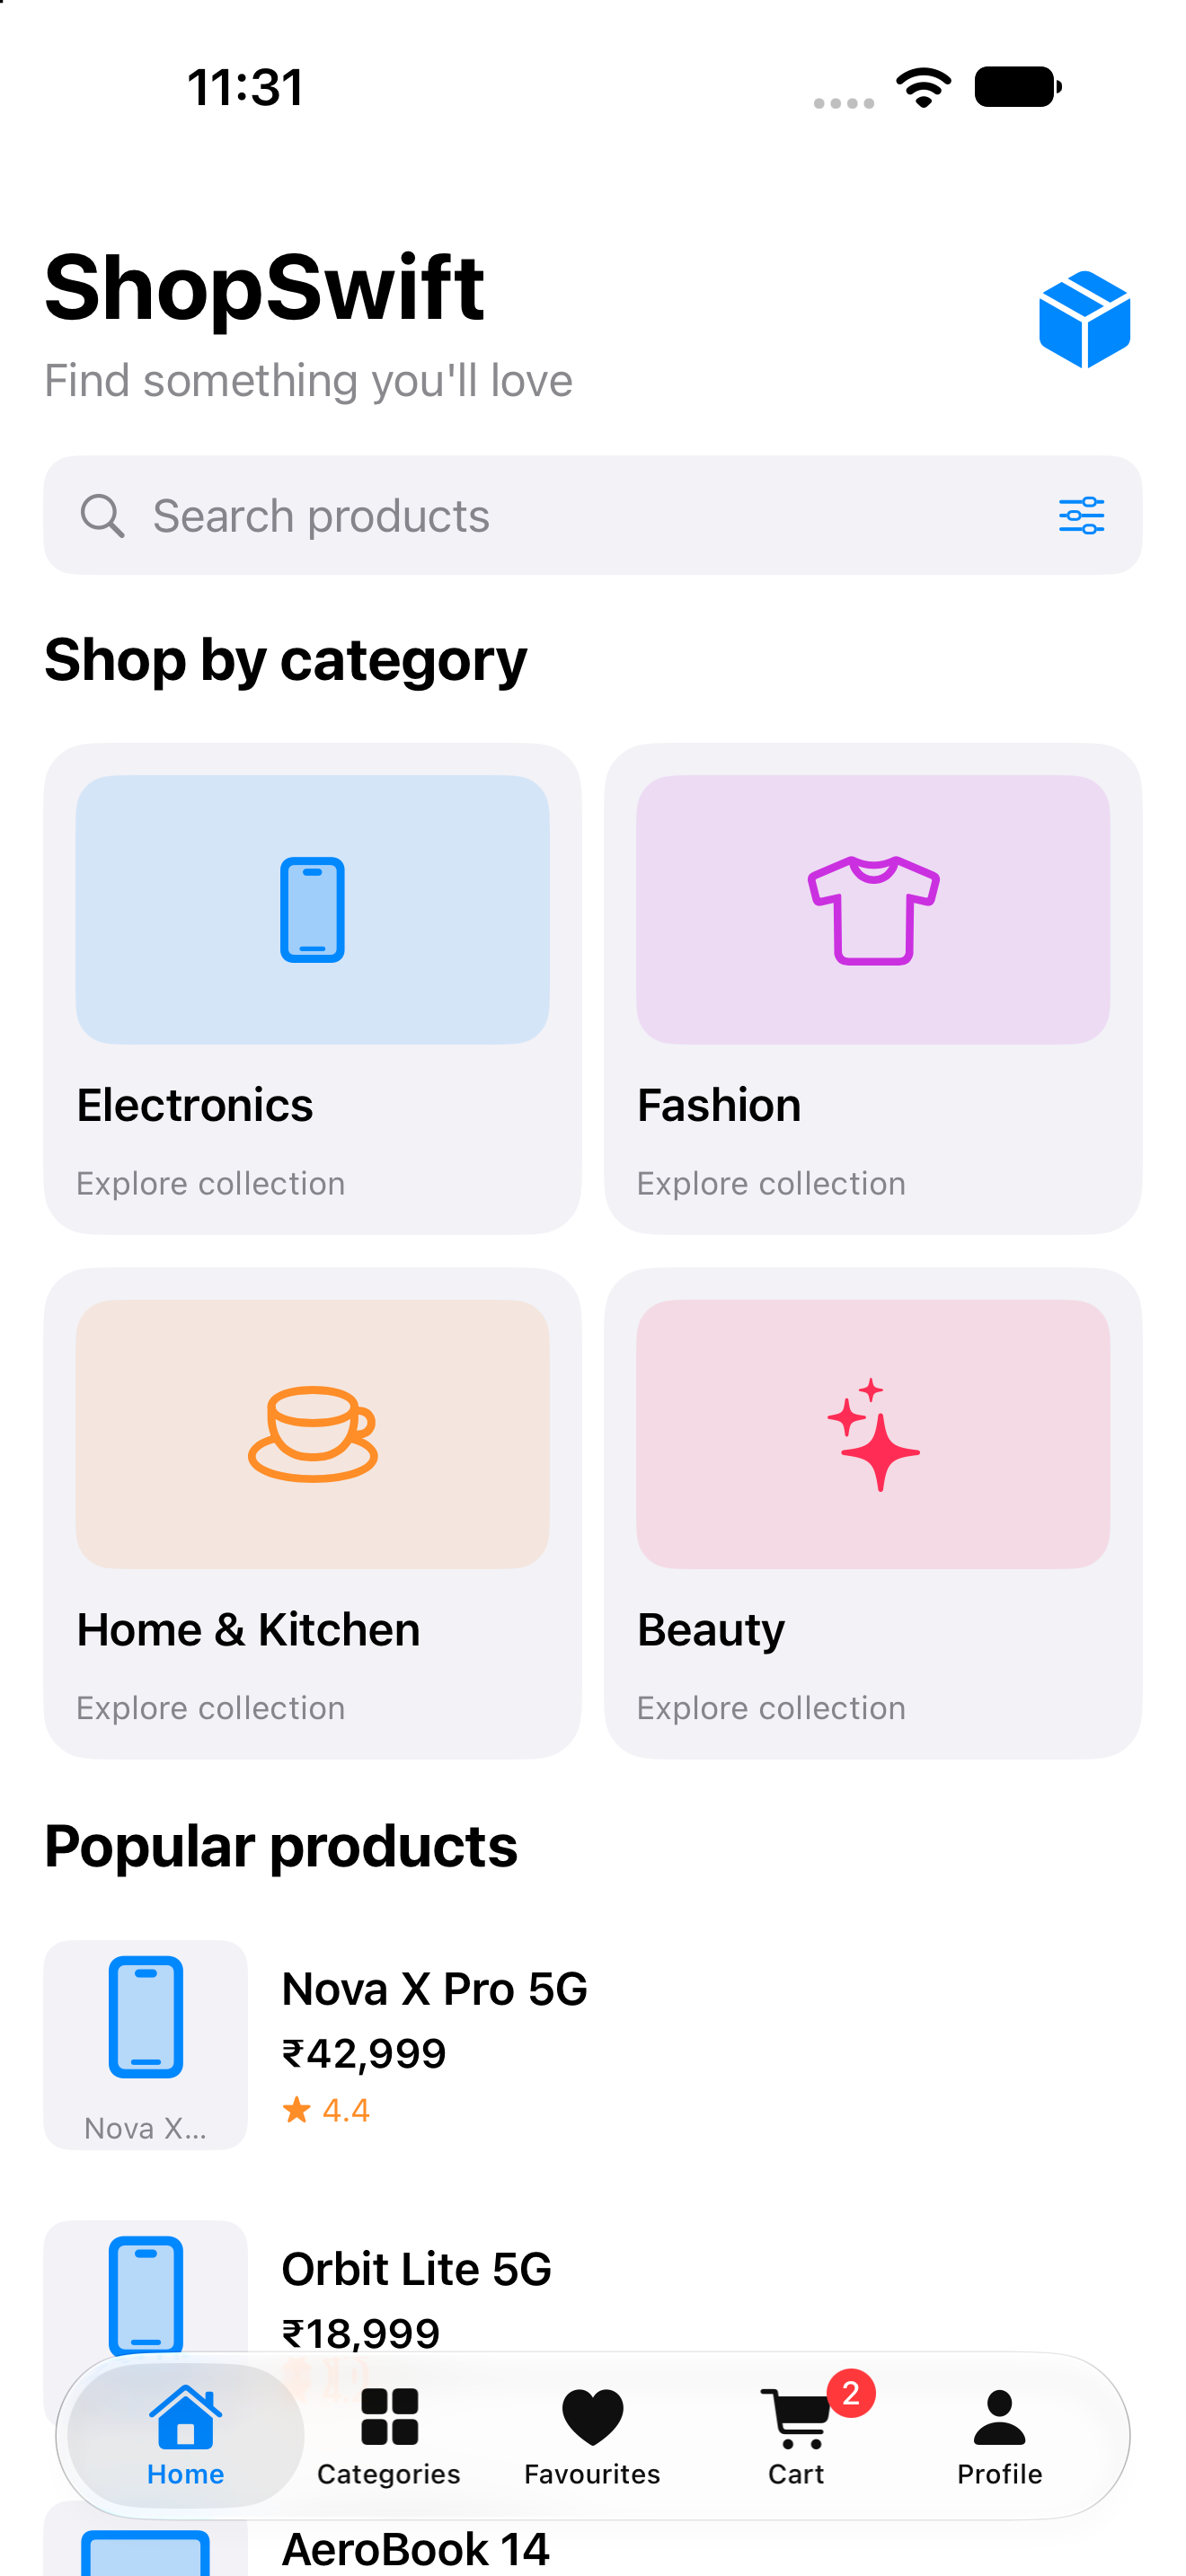 11:31
ShopSwift
Find something you'll love
Search products
Shop by category
Electronics
Explore collection
Fashion
Explore collection
Home & Kitchen
Explore collection
Beauty
Explore collection
Popular products
Nova X...
Nova X Pro 5G
₹42,999
4.4
Orbit Lite 5G
₹18,999
Home
Categories
Favourites
2
Cart
Profile
AeroBook 14